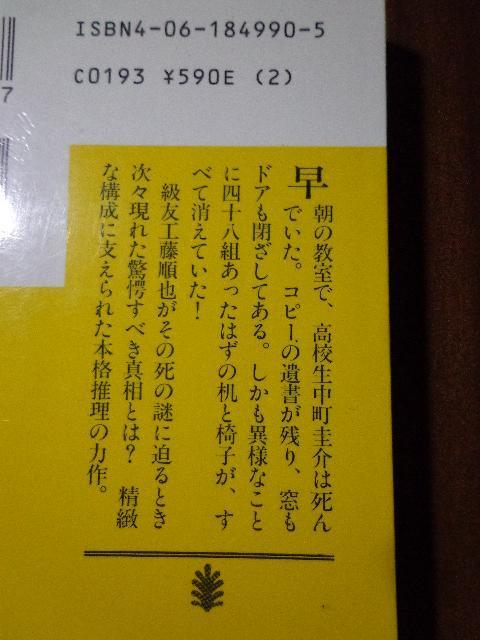 ISBN4-06-184990-5
C0193 ¥590E (2)
7
早朝の教室で、高校生中町圭介は死ん
でいた。コピーの遺書が残り、窓も
ドアも閉ざしてある。しかも異様なこと
に四十八組あったはずの机と椅子が、す
べて消えていた！
級友工藤順也がその死の謎に迫るとき
次々現れた驚愕すべき真相とは？ 精緻
な構成に支えられた本格推理の力作。